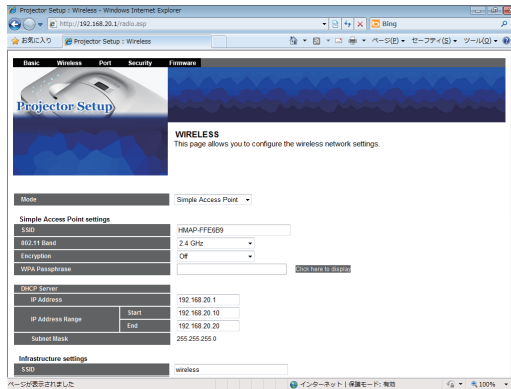 Projector Setup : Wireless - Windows Internet Explorer
http://192.168.20.1/radio.asp
Bing
お気に入り
Projector Setup : Wireless
ページ(P)
セーフティ(S)
ツール(O)
Basic Wireless Port Security Firmware
Projector Setup
WIRELESS
This page allows you to configure the wireless network settings.
Mode Simple Access Point
Simple Access Point settings
SSID HMAP-FFE6B9
802.11 Band 2.4 GHz
Encryption Off
WPA Passphrase Click here to display
DHCP Server
IP Address 192.168.20.1
IP Address Range Start 192.168.20.10
End 192.168.20.20
Subnet Mask 255.255.255.0
Infrastructure settings
SSID wireless
ページが表示されました インターネット | 保護モード: 有効 100%